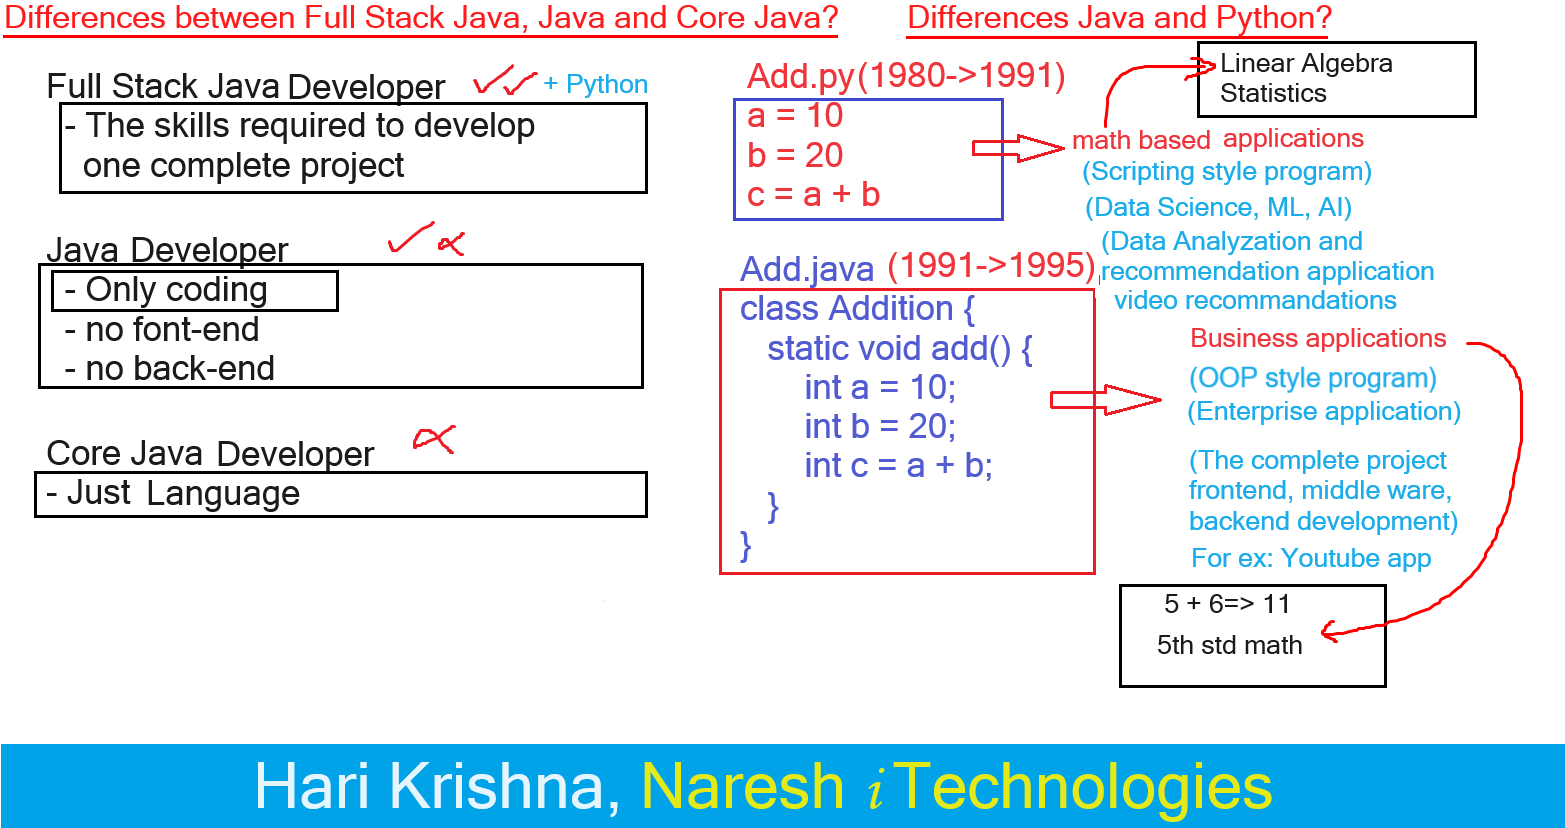 Differences between Full Stack Java, Java and Core Java?
Full Stack Java Developer + Python
- The skills required to develop
one complete project
Java Developer
- Only coding
- no font-end
- no back-end
Core Java Developer
- Just Language
Differences Java and Python?
Add.py (1980->1991)
a = 10
b = 20
c = a + b
Linear Algebra
Statistics
math based applications
(Scripting style program)
(Data Science, ML, AI)
(Data Analyzation and
recommendation application
video recommandations
Add.java (1991->1995)
class Addition {
static void add() {
int a = 10;
int b = 20;
int c = a + b;
}
}
Business applications
(OOP style program)
(Enterprise application)
(The complete project
frontend, middle ware,
backend development)
For ex: Youtube app
5 + 6=> 11
5th std math
Hari Krishna, Naresh i Technologies